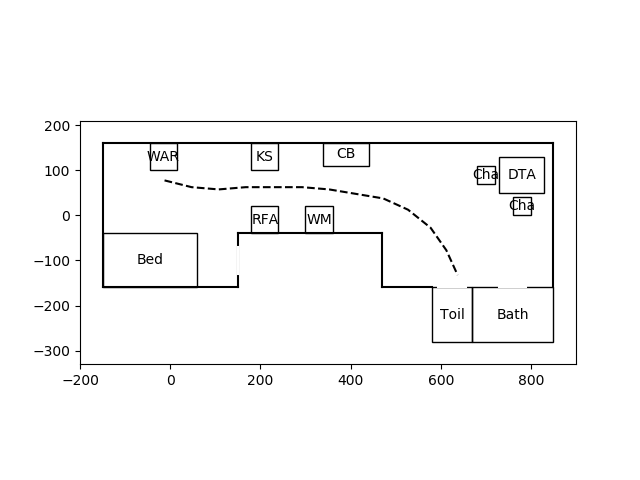 200
100
0
−100
−200
−300
−200
0
200
400
600
800
WAR
KS
CB
Cha
DTA
Cha
RFA
WM
Bed
Toil
Bath